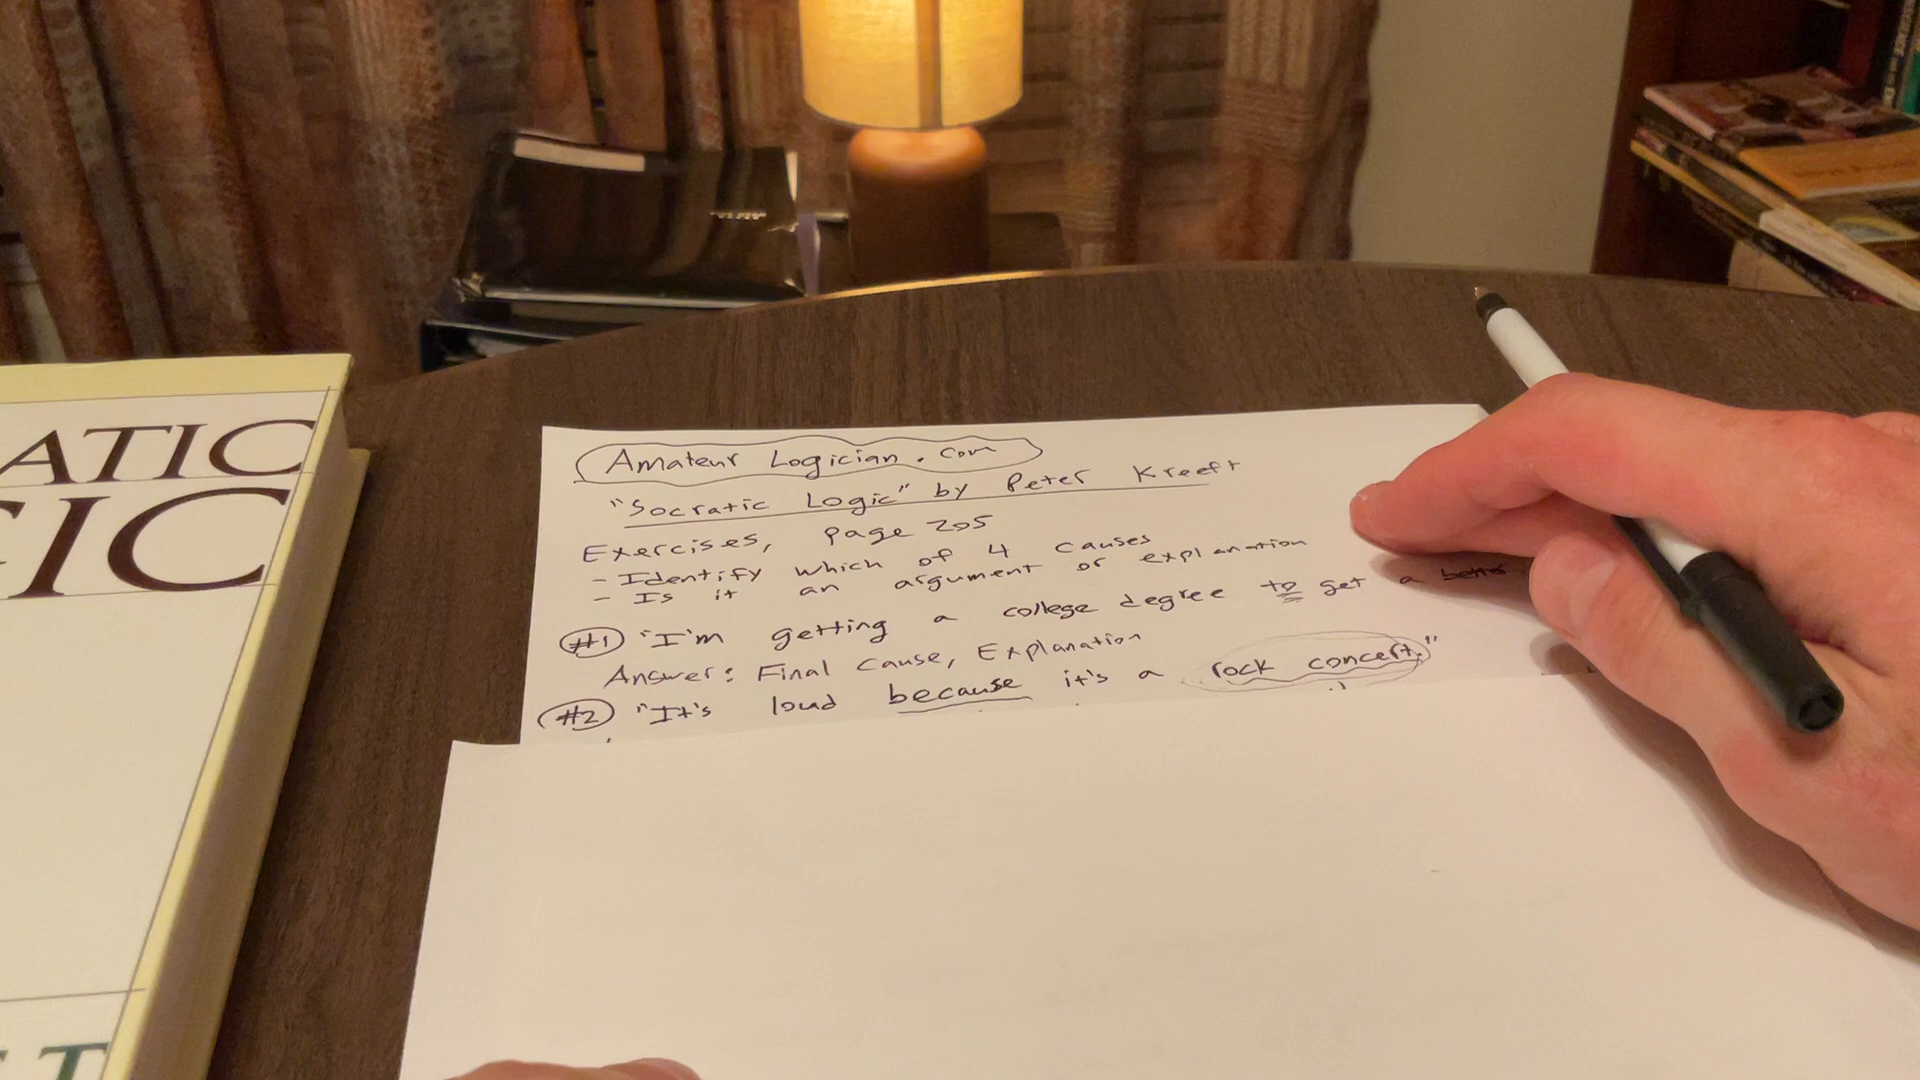 ATIC
GIC
ET
Amateur Logician.com
"Socratic Logic" by Peter Kreeft
Exercises, page 205
- Identify which of 4 causes
- Is it an argument or explanation
#1 "I'm getting a college degree to get a better
Answer: Final Cause, Explanation
#2 "It's loud because it's a rock concert."